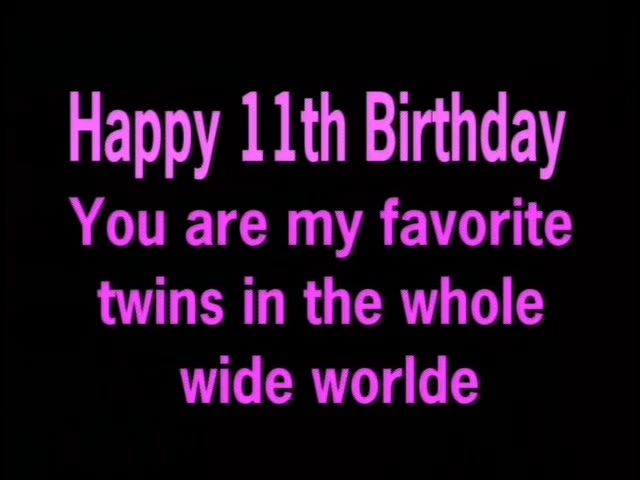 Happy 11th Birthday
You are my favorite
twins in the whole
wide worlde